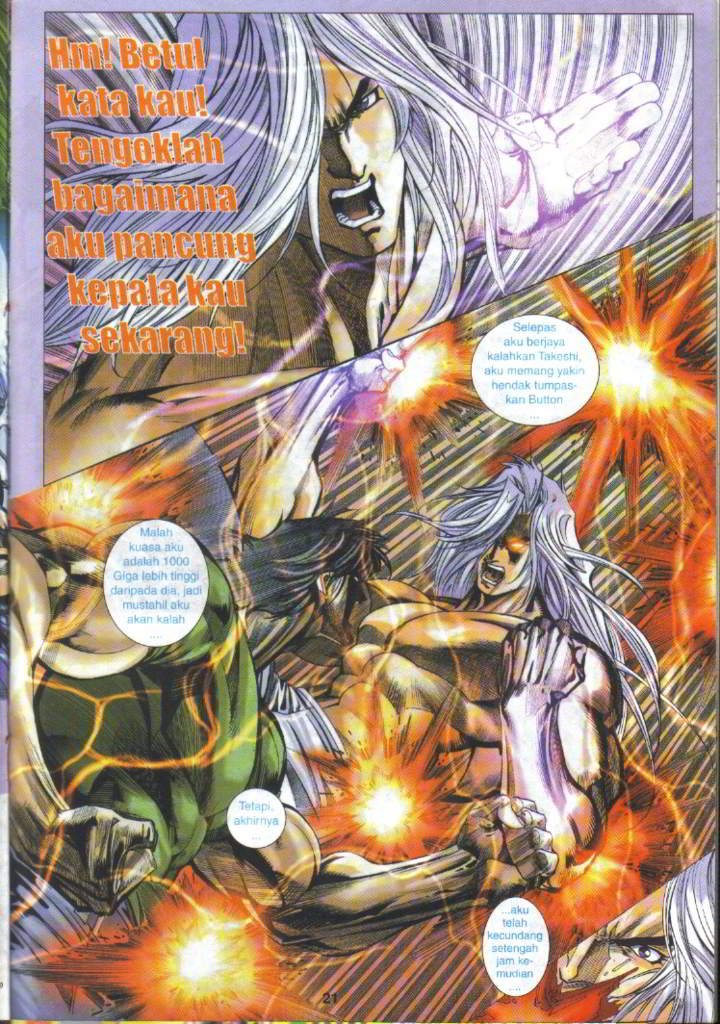 Hm! Betul
kata kau!
Tengoklah
bagaimana
aku pancung
kepala kau
sekarang!
Selepas
aku berjaya
kalahkan Takeshi,
aku memang yakin
hendak tumpas-
kan Button
...
Malah
kuasa aku
adalah 1000
Giga lebih tinggi
daripada dia, jadi
mustahil aku
akan kalah
....
Tetapi,
akhirnya
...
...aku
telah
kecundang
setengah
jam ke-
mudian
....
21